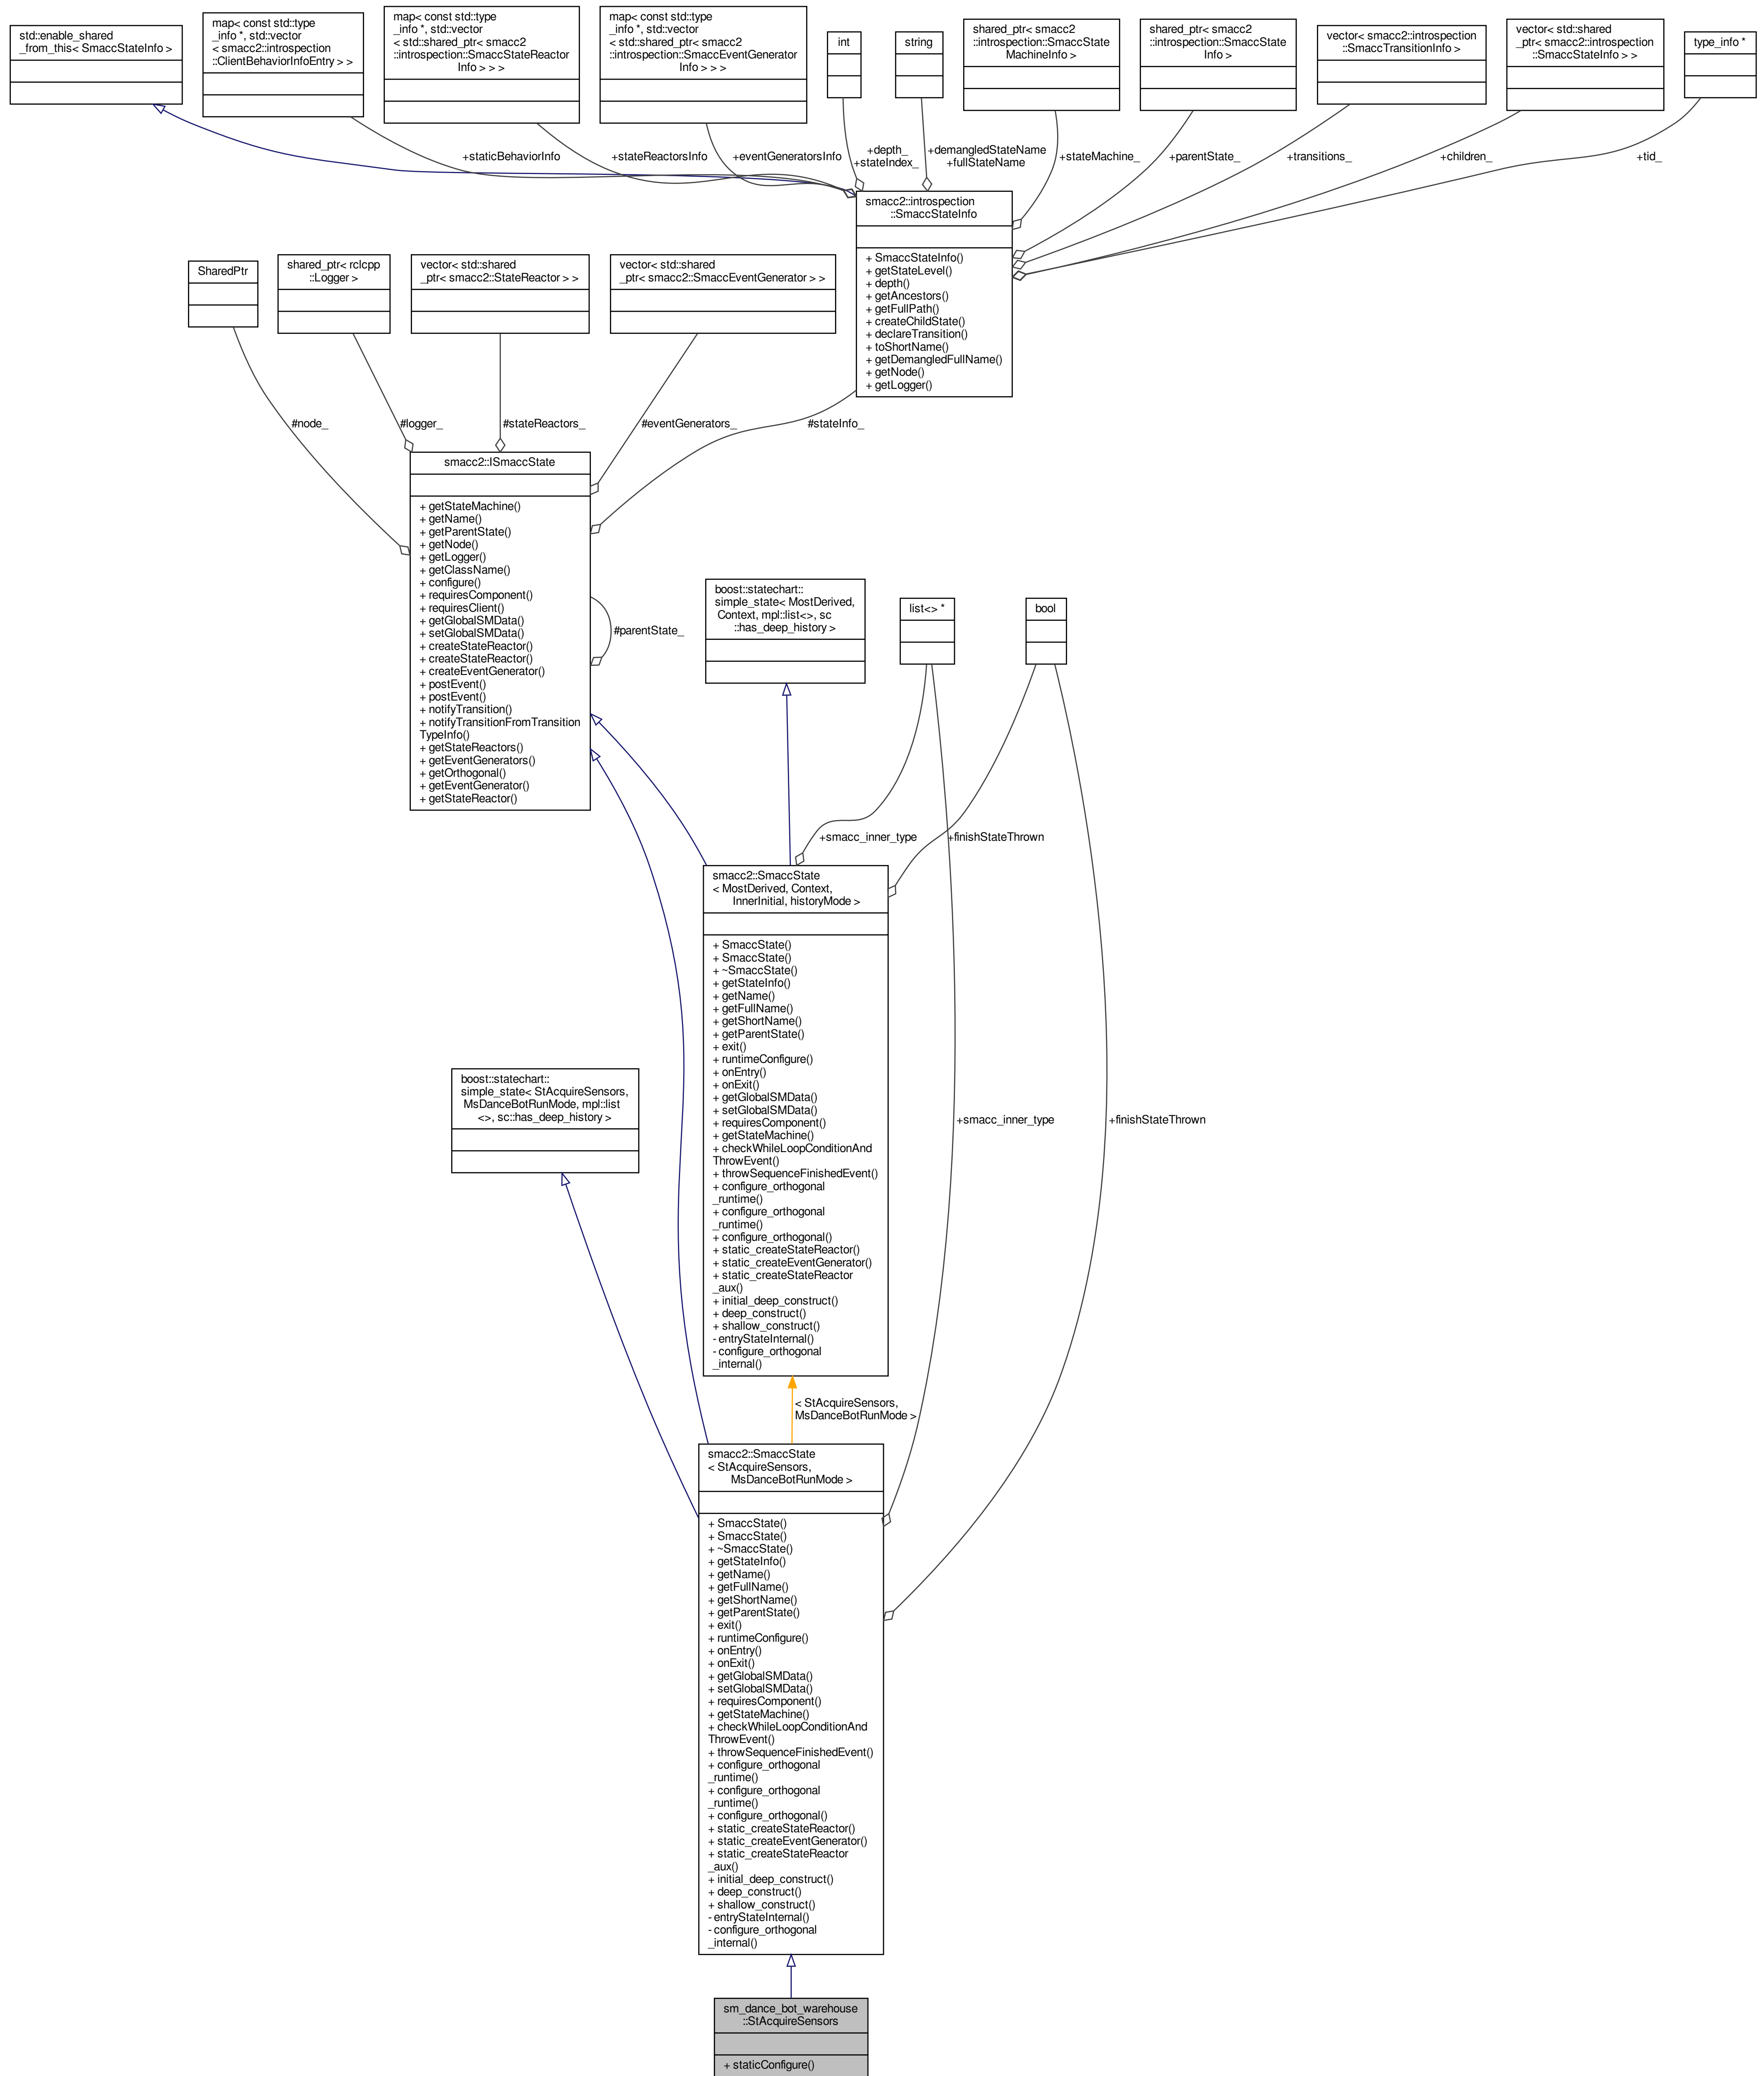 std::enable_shared
_from_this< SmaccStateInfo >
map< const std::type
_info *, std::vector
< smacc2::introspection
::ClientBehaviorInfoEntry > >
map< const std::type
_info *, std::vector
< std::shared_ptr< smacc2
::introspection::SmaccStateReactor
Info > > >
map< const std::type
_info *, std::vector
< std::shared_ptr< smacc2
::introspection::SmaccEventGenerator
Info > > >
int
string
shared_ptr< smacc2
::introspection::SmaccState
MachineInfo >
shared_ptr< smacc2
::introspection::SmaccState
Info >
vector< smacc2::introspection
::SmaccTransitionInfo >
vector< std::shared
_ptr< smacc2::introspection
::SmaccStateInfo > >
type_info *
+staticBehaviorInfo
+stateReactorsInfo
+eventGeneratorsInfo
+depth_
+stateIndex_
+demangledStateName
+fullStateName
+stateMachine_
+parentState_
+transitions_
+children_
+tid_
smacc2::introspection
::SmaccStateInfo
+ SmaccStateInfo()
+ getStateLevel()
+ depth()
+ getAncestors()
+ getFullPath()
+ createChildState()
+ declareTransition()
+ toShortName()
+ getDemangledFullName()
+ getNode()
+ getLogger()
SharedPtr
shared_ptr< rclcpp
::Logger >
vector< std::shared
_ptr< smacc2::StateReactor > >
vector< std::shared
_ptr< smacc2::SmaccEventGenerator > >
#node_
#logger_
#stateReactors_
#eventGenerators_
#stateInfo_
smacc2::ISmaccState
+ getStateMachine()
+ getName()
+ getParentState()
+ getNode()
+ getLogger()
+ getClassName()
+ configure()
+ requiresComponent()
+ requiresClient()
+ getGlobalSMData()
+ setGlobalSMData()
+ createStateReactor()
+ createStateReactor()
+ createEventGenerator()
+ postEvent()
+ postEvent()
+ notifyTransition()
+ notifyTransitionFromTransition
TypeInfo()
+ getStateReactors()
+ getEventGenerators()
+ getOrthogonal()
+ getEventGenerator()
+ getStateReactor()
#parentState_
boost::statechart::
simple_state< MostDerived,
Context, mpl::list<>, sc
::has_deep_history >
list<> *
bool
+smacc_inner_type
+finishStateThrown
smacc2::SmaccState
< MostDerived, Context,
InnerInitial, historyMode >
+ SmaccState()
+ SmaccState()
+ ~SmaccState()
+ getStateInfo()
+ getName()
+ getFullName()
+ getShortName()
+ getParentState()
+ exit()
+ runtimeConfigure()
+ onEntry()
+ onExit()
+ getGlobalSMData()
+ setGlobalSMData()
+ requiresComponent()
+ getStateMachine()
+ checkWhileLoopConditionAnd
ThrowEvent()
+ throwSequenceFinishedEvent()
+ configure_orthogonal
_runtime()
+ configure_orthogonal
_runtime()
+ configure_orthogonal()
+ static_createStateReactor()
+ static_createEventGenerator()
+ static_createStateReactor
_aux()
+ initial_deep_construct()
+ deep_construct()
+ shallow_construct()
- entryStateInternal()
- configure_orthogonal
_internal()
boost::statechart::
simple_state< StAcquireSensors,
MsDanceBotRunMode, mpl::list
<>, sc::has_deep_history >
+smacc_inner_type
+finishStateThrown
< StAcquireSensors,
MsDanceBotRunMode >
smacc2::SmaccState
< StAcquireSensors,
MsDanceBotRunMode >
+ SmaccState()
+ SmaccState()
+ ~SmaccState()
+ getStateInfo()
+ getName()
+ getFullName()
+ getShortName()
+ getParentState()
+ exit()
+ runtimeConfigure()
+ onEntry()
+ onExit()
+ getGlobalSMData()
+ setGlobalSMData()
+ requiresComponent()
+ getStateMachine()
+ checkWhileLoopConditionAnd
ThrowEvent()
+ throwSequenceFinishedEvent()
+ configure_orthogonal
_runtime()
+ configure_orthogonal
_runtime()
+ configure_orthogonal()
+ static_createStateReactor()
+ static_createEventGenerator()
+ static_createStateReactor
_aux()
+ initial_deep_construct()
+ deep_construct()
+ shallow_construct()
- entryStateInternal()
- configure_orthogonal
_internal()
sm_dance_bot_warehouse
::StAcquireSensors
+ staticConfigure()